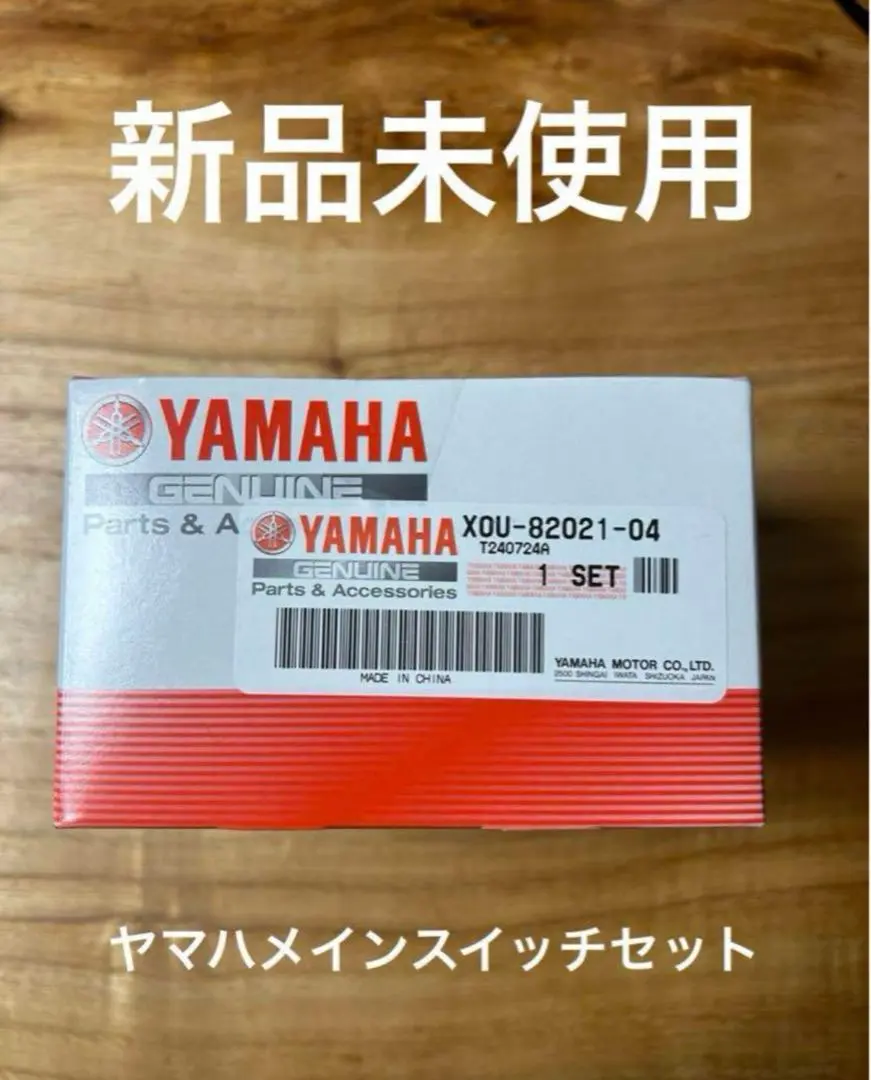 新品未使用
YAMAHA
GENUINE
Parts & A
YAMAHA
GENUINE
Parts & Accessories
X0U-82021-04
T240724A
1 SET
MADE IN CHINA
YAMAHA MOTOR CO.,LTD.
2500 SHINGAI IWATA SHIZUOKA JAPAN
ヤマハメインスイッチセット